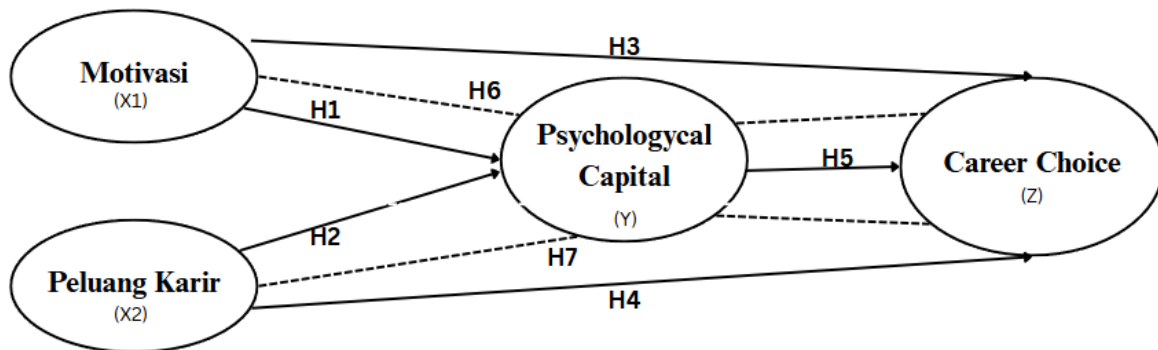 H3
Motivasi
(X1)
H6
H1
Psychologycal
Capital
(Y)
H5
Career Choice
(Z)
H2
H7
Peluang Karir
(X2)
H4